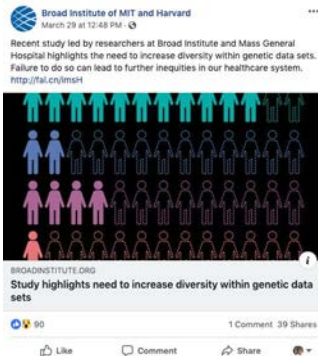 Broad Institute of MIT and Harvard
March 29 at 12:48 PM ·
Recent study led by researchers at Broad Institute and Mass General
Hospital highlights the need to increase diversity within genetic data sets.
Failure to do so can lead to further inequities in our healthcare system.
http://fal.cn/imsH
i
BROADINSTITUTE.ORG
Study highlights need to increase diversity within genetic data
sets
90
1 Comment 39 Shares
Like
Comment
Share